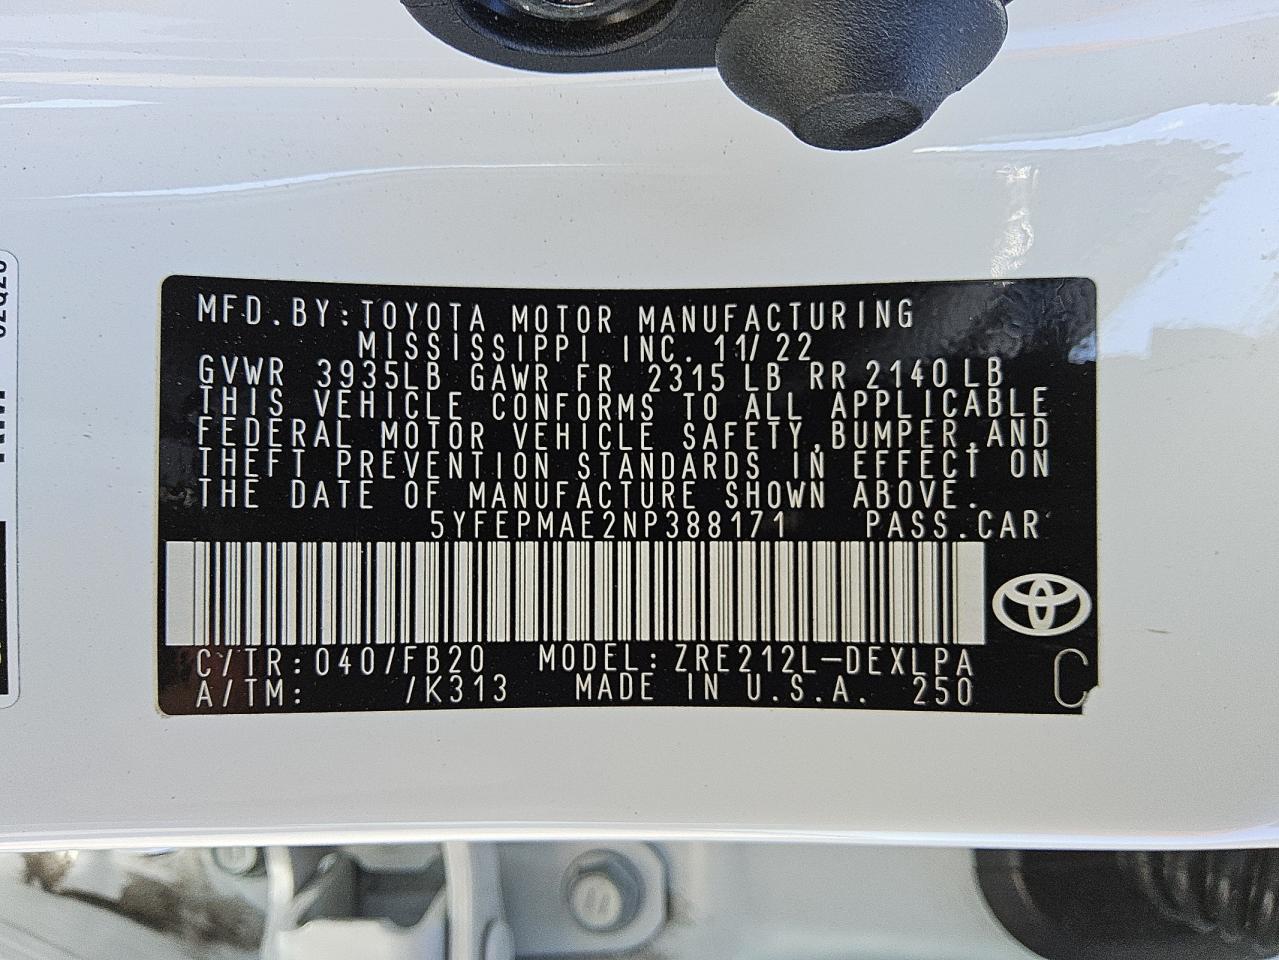 MFD.BY:TOYOTA MOTOR MANUFACTURING
MISSISSIPPI INC. 11/22
GVWR 3935LB GAWR FR 2315 LB RR 2140 LB
THIS VEHICLE CONFORMS TO ALL APPLICABLE
FEDERAL MOTOR VEHICLE SAFETY,BUMPER,AND
THEFT PREVENTION STANDARDS IN EFFECT ON
THE DATE OF MANUFACTURE SHOWN ABOVE.
5YFEPMAE2NP388171 PASS.CAR
C/TR:040/FB20 MODEL:ZRE212L-DEXLPA
A/TM: /K313 MADE IN U.S.A. 250 C